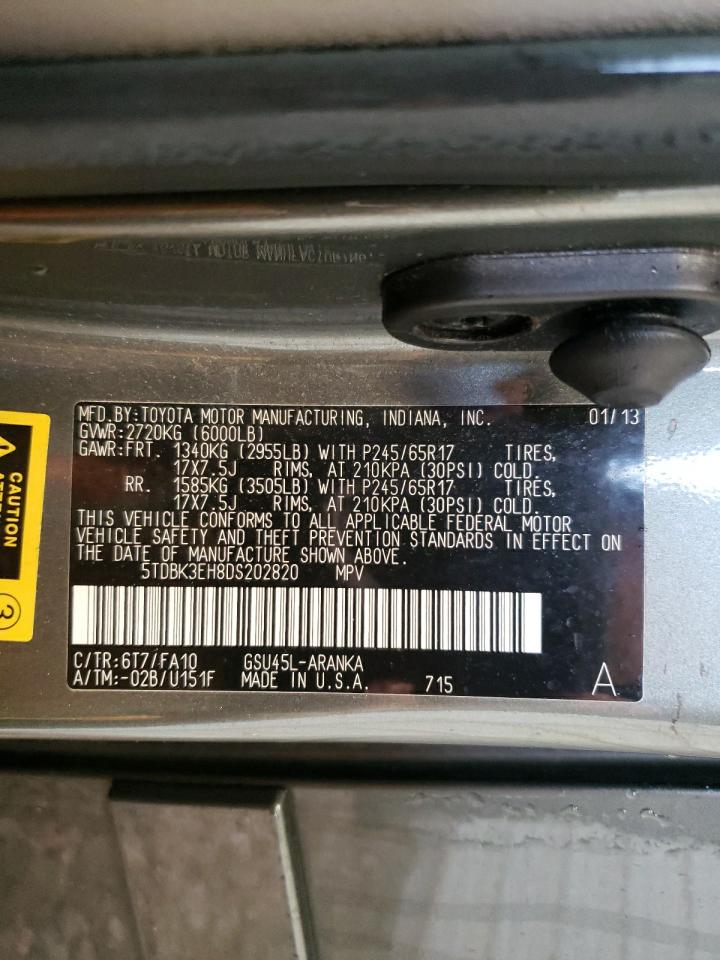 MFD.BY:TOYOTA MOTOR MANUFACTURING, INDIANA, INC. 01/13
GVWR:2720KG (6000LB)
GAWR:FRT. 1340KG (2955LB) WITH P245/65R17 TIRES,
17X7.5J RIMS, AT 210KPA (30PSI) COLD.
RR. 1585KG (3505LB) WITH P245/65R17 TIRES,
17X7.5J RIMS, AT 210KPA (30PSI) COLD.
THIS VEHICLE CONFORMS TO ALL APPLICABLE FEDERAL MOTOR
VEHICLE SAFETY AND THEFT PREVENTION STANDARDS IN EFFECT ON
THE DATE OF MANUFACTURE SHOWN ABOVE.
5TDBK3EH8DS202820 MPV
C/TR:6T7/FA10 GSU45L-ARANKA
A/TM:-02B/U151F MADE IN U.S.A. 715 A
CAUTION
3